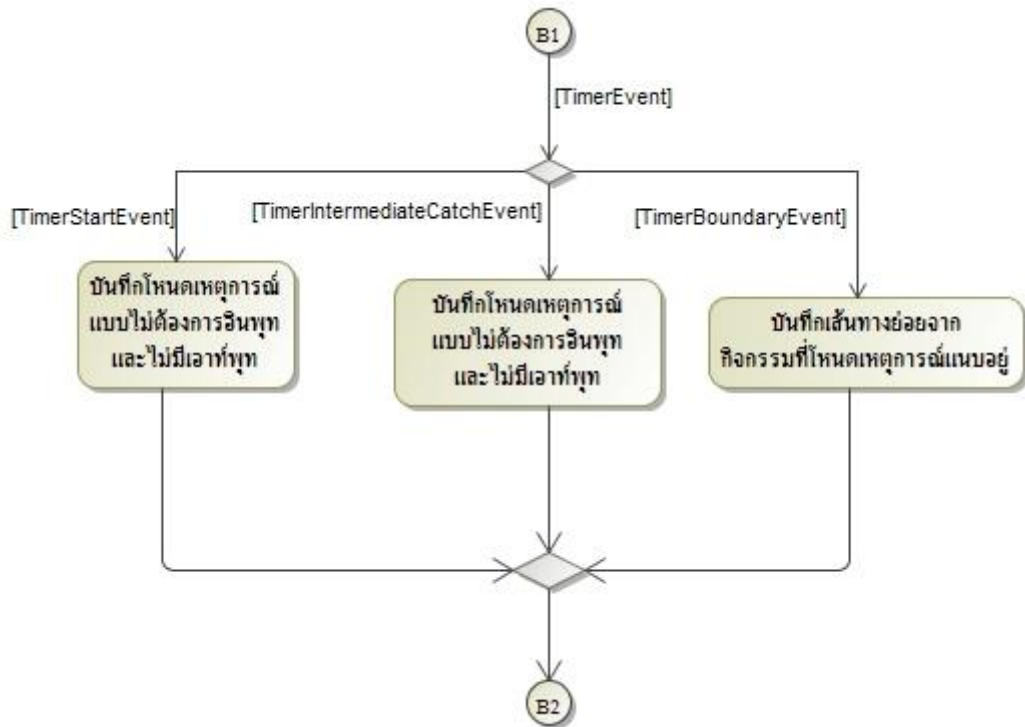 B1
[TimerEvent]
[TimerStartEvent]
[TimerIntermediateCatchEvent]
[TimerBoundaryEvent]
บันทึกโหนดเหตุการณ์
แบบไม่ต้องการอินพุท
และไม่มีเอาท์พุท
บันทึกโหนดเหตุการณ์
แบบไม่ต้องการอินพุท
และไม่มีเอาท์พุท
บันทึกเส้นทางย่อยจาก
กิจกรรมที่โหนดเหตุการณ์แนบอยู่
B2